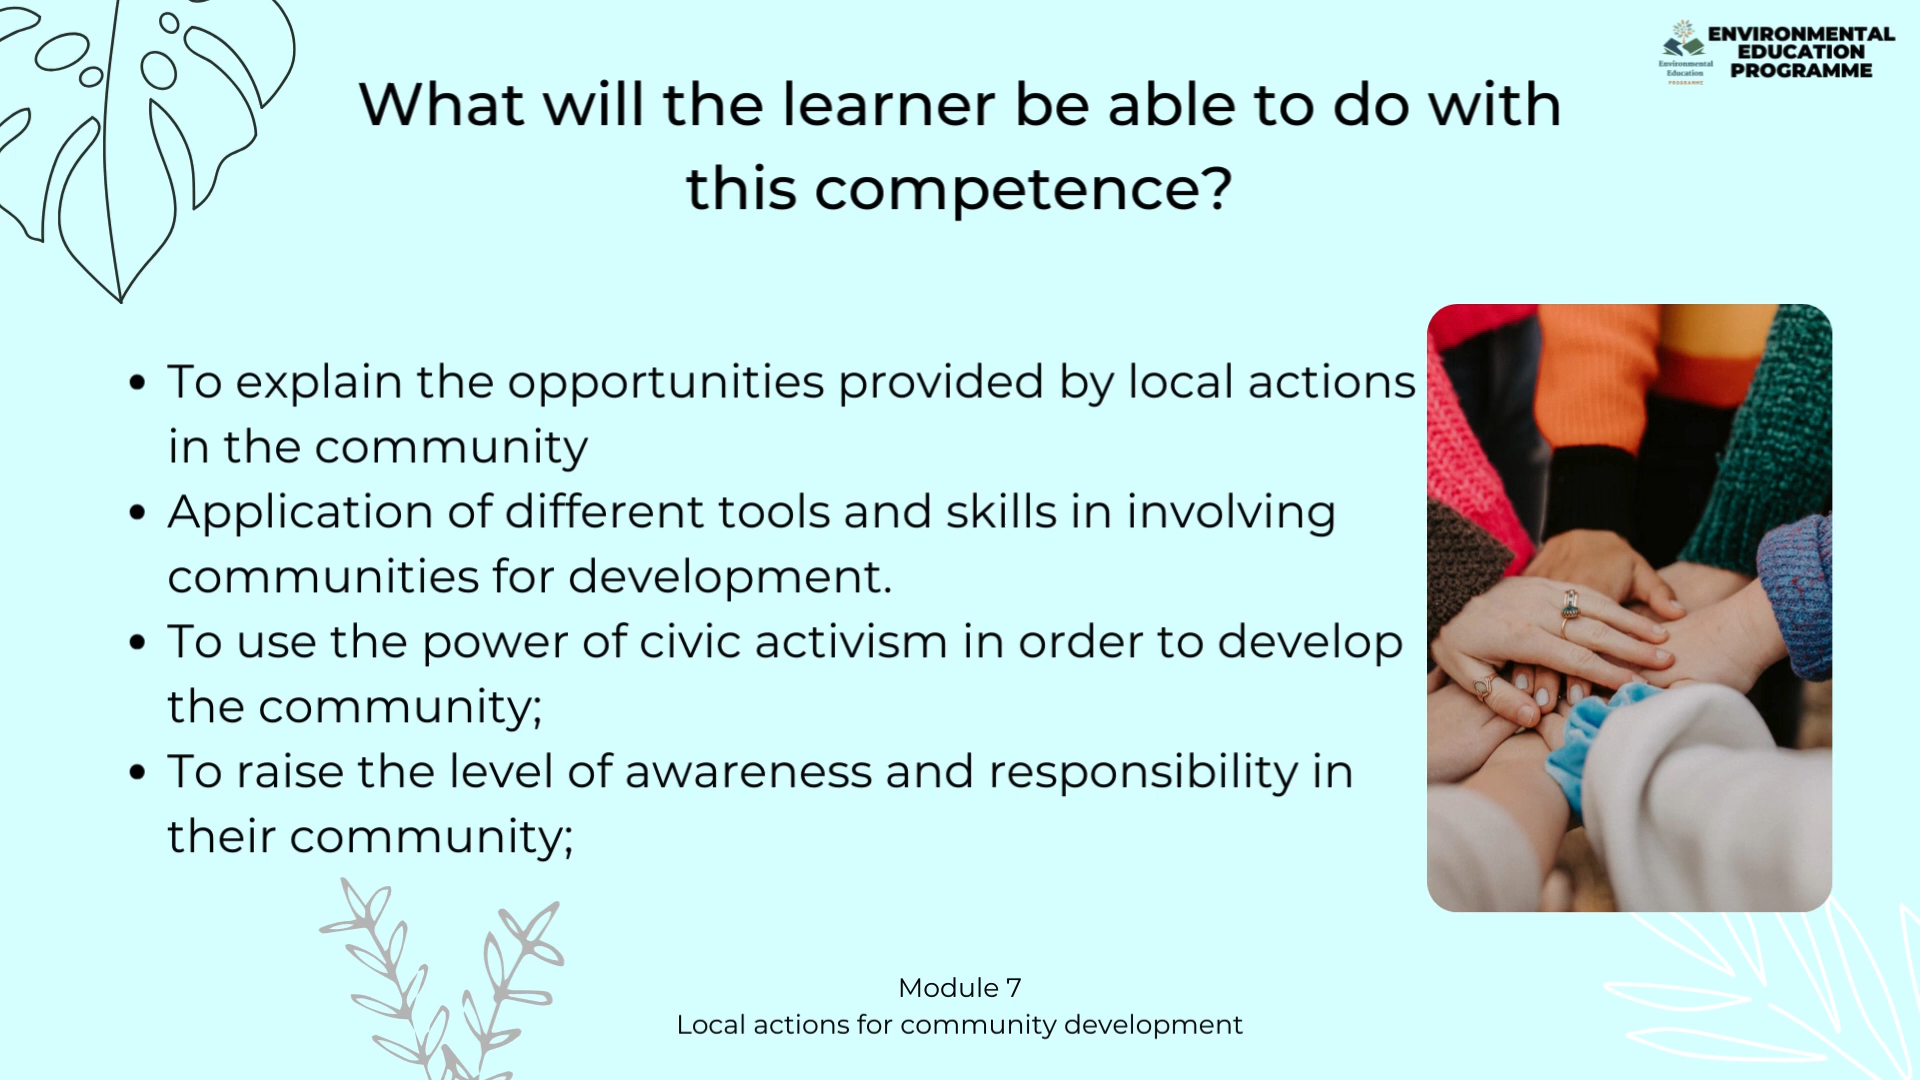 ENVIRONMENTAL
EDUCATION
PROGRAMME
Environmental
Education
PROGRAMME
What will the learner be able to do with
this competence?
• To explain the opportunities provided by local actions
in the community
• Application of different tools and skills in involving
communities for development.
• To use the power of civic activism in order to develop
the community;
• To raise the level of awareness and responsibility in
their community;
Module 7
Local actions for community development